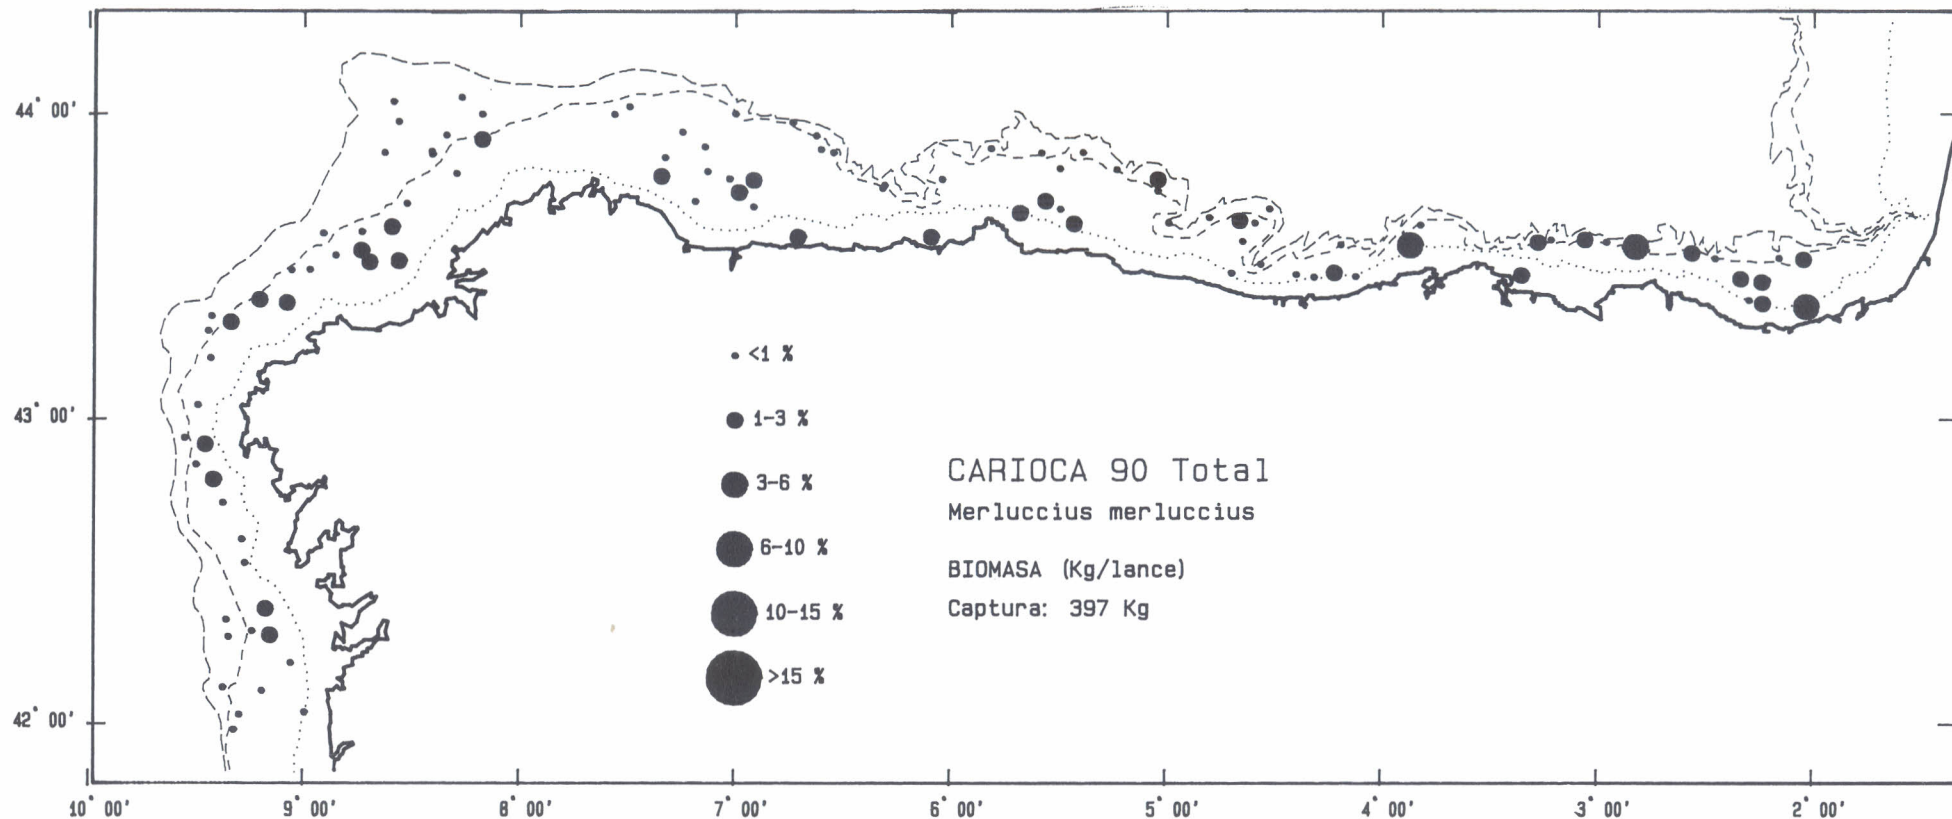 44° 00'
43° 00'
42° 00'
<1 %
1-3 %
3-6 %
6-10 %
10-15 %
>15 %
CARIOCA 90 Total
Merluccius merluccius
BIOMASA (Kg/lance)
Captura: 397 Kg
10° 00' 9° 00' 8° 00' 7° 00' 6° 00' 5° 00' 4° 00' 3° 00' 2° 00'